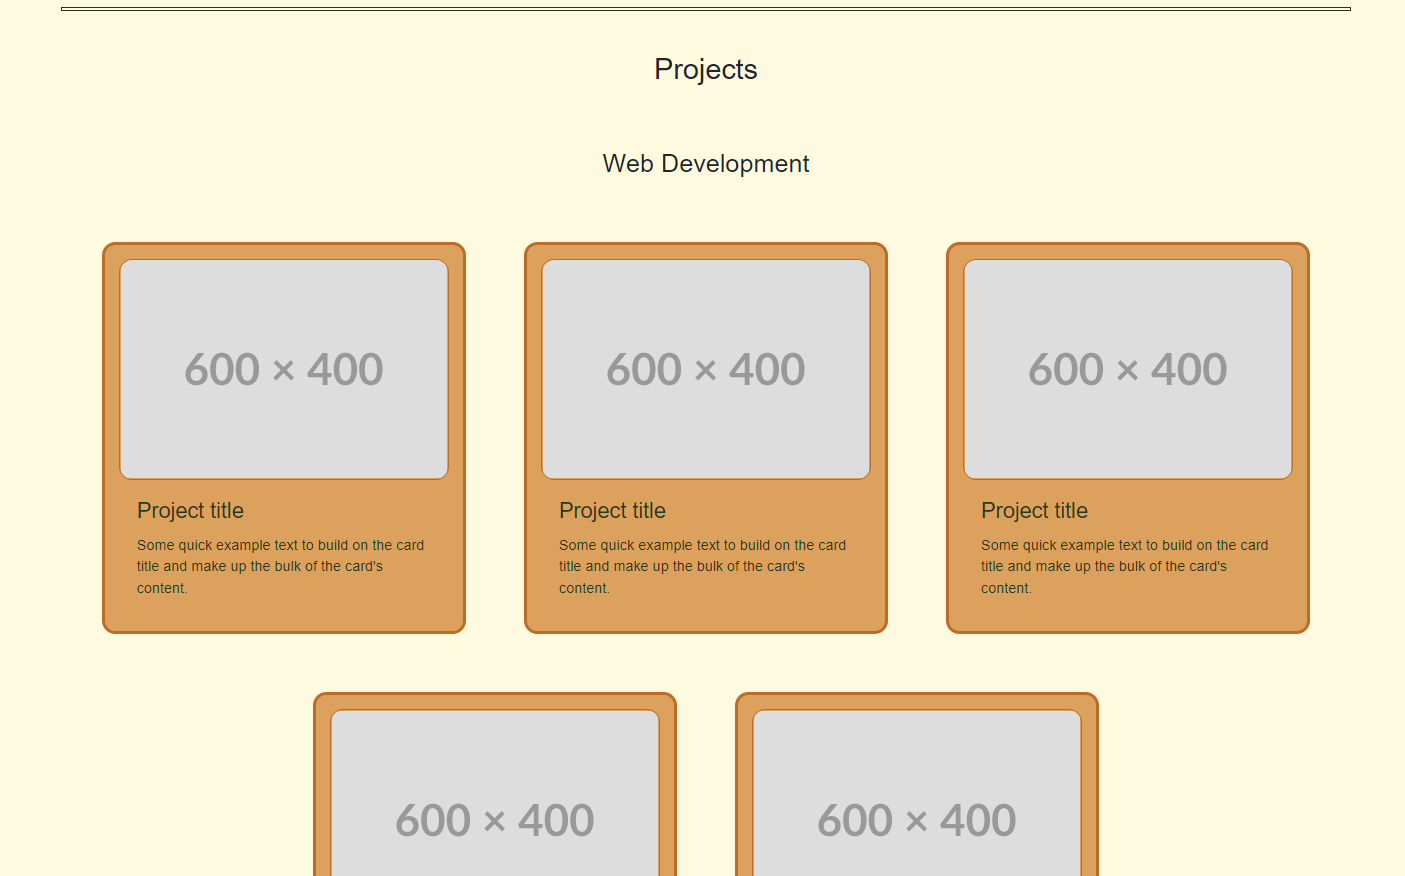 Projects
Web Development
600 × 400
600 × 400
600 × 400
Project title
Some quick example text to build on the card
title and make up the bulk of the card's
content.
Project title
Some quick example text to build on the card
title and make up the bulk of the card's
content.
Project title
Some quick example text to build on the card
title and make up the bulk of the card's
content.
600 × 400
600 × 400